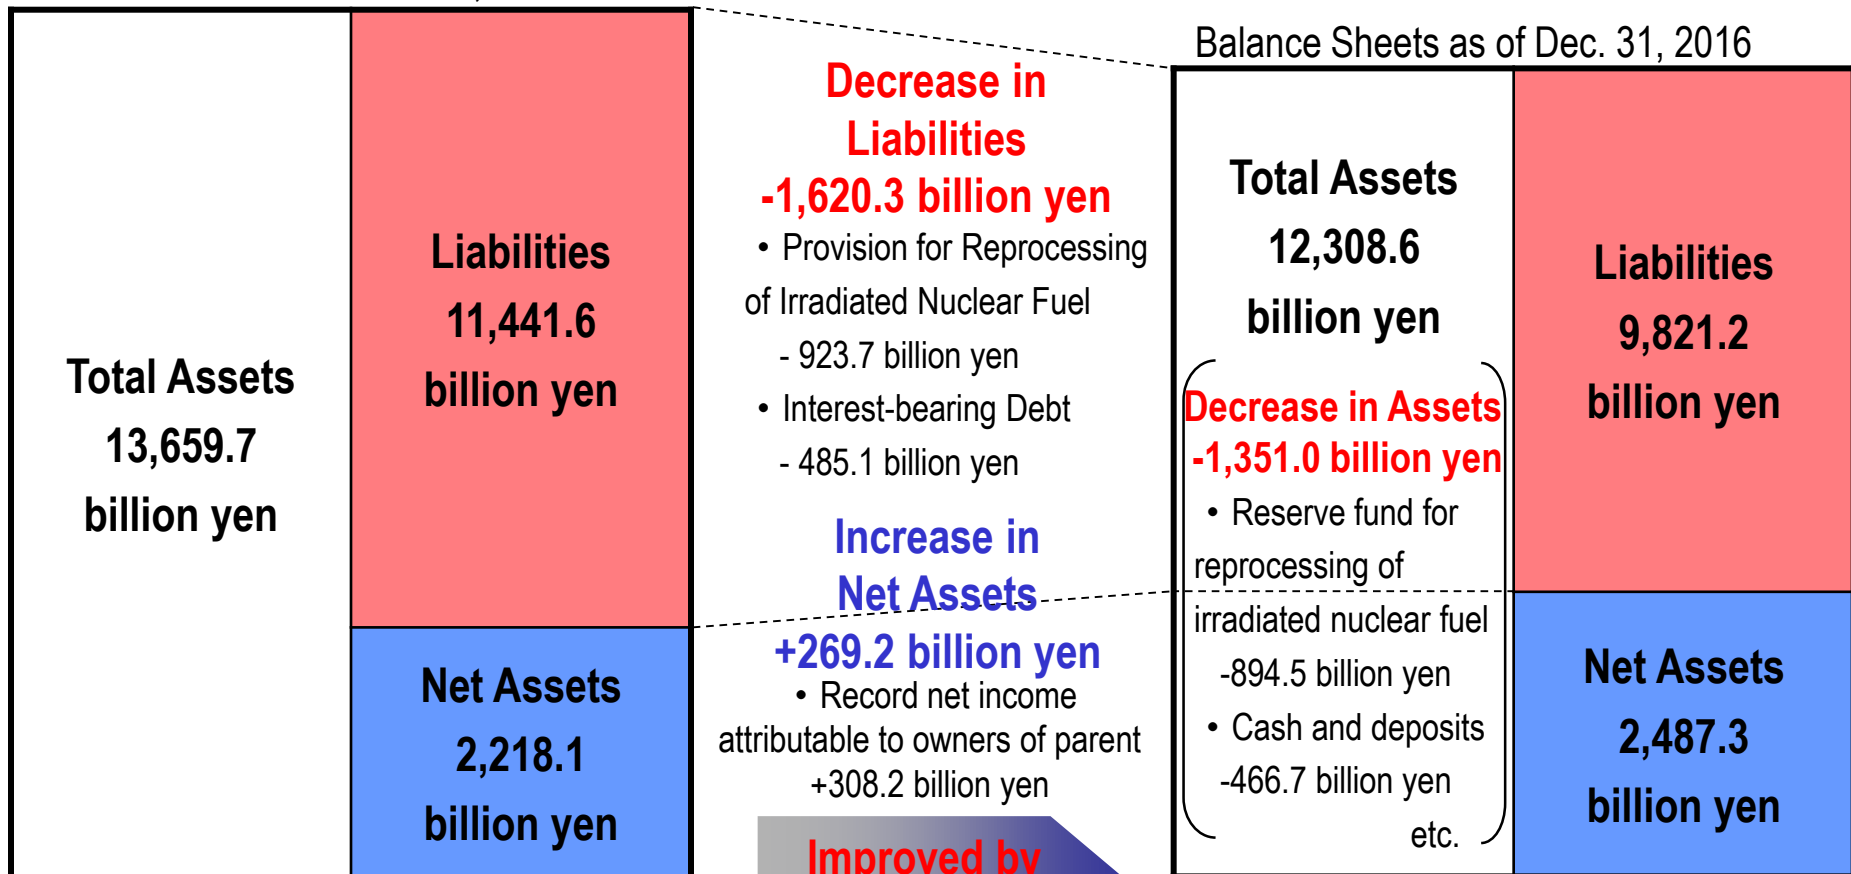 Total Assets
13,659.7
billion yen
Liabilities
11,441.6
billion yen
Net Assets
2,218.1
billion yen
Decrease in
Liabilities
-1,620.3 billion yen
• Provision for Reprocessing
of Irradiated Nuclear Fuel
- 923.7 billion yen
• Interest-bearing Debt
- 485.1 billion yen
Increase in
Net Assets
+269.2 billion yen
• Record net income
attributable to owners of parent
+308.2 billion yen
Improved by
Balance Sheets as of Dec. 31, 2016
Total Assets
12,308.6
billion yen
Decrease in Assets
-1,351.0 billion yen
• Reserve fund for
reprocessing of
irradiated nuclear fuel
-894.5 billion yen
• Cash and deposits
-466.7 billion yen
etc.
Liabilities
9,821.2
billion yen
Net Assets
2,487.3
billion yen